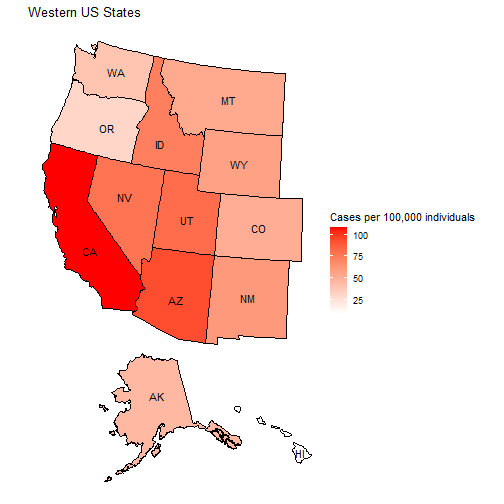 Western US States
WA
MT
OR
ID
WY
NV
UT
CO
CA
AZ
NM
AK
HI
Cases per 100,000 individuals
100
75
50
25